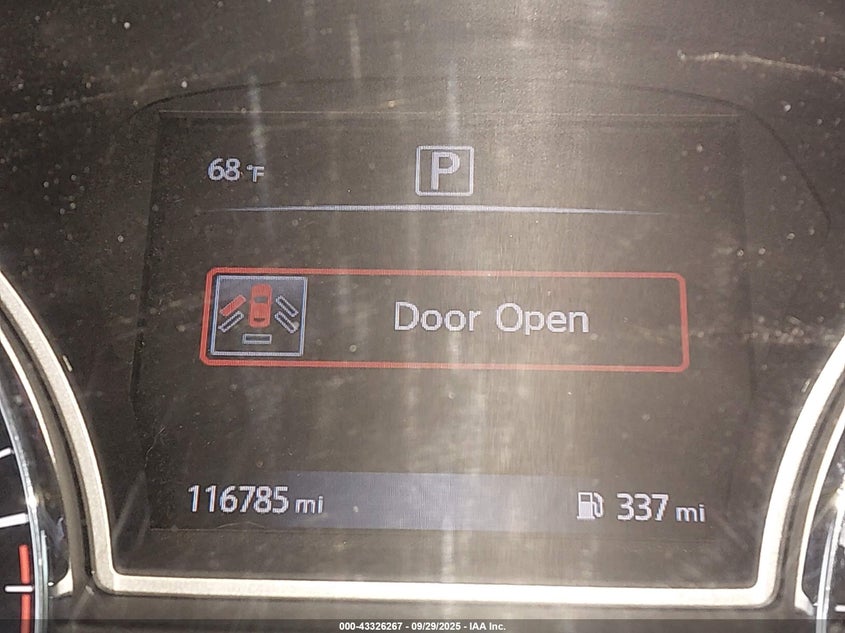 68 °F
P
Door Open
116785 mi
337 mi
000-43326267 - 09/29/2025 - IAA Inc.